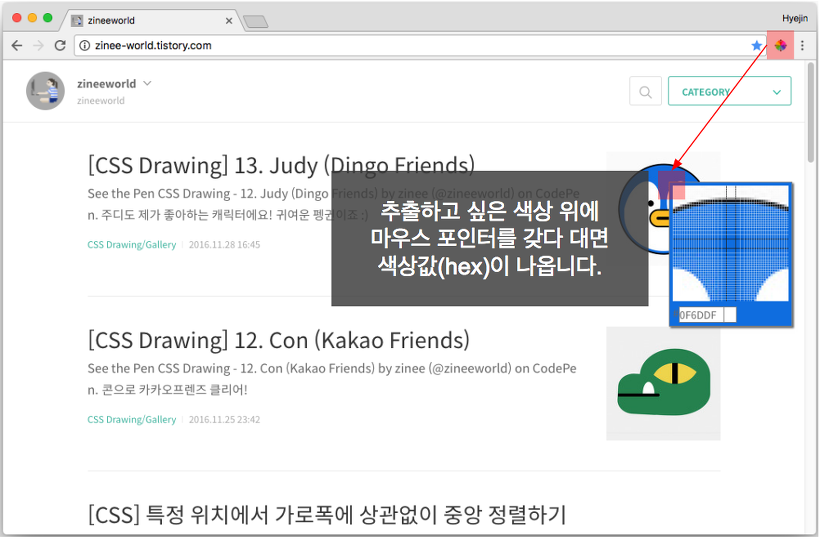 zineeworld
Hyejin
zinee-world.tistory.com
zineeworld
zineeworld
CATEGORY
[CSS Drawing] 13. Judy (Dingo Friends)
See the Pen CSS Drawing - 12. Judy (Dingo Friends) by zinee (@zineeworld) on CodePe
n. 주디도 제가 좋아하는 캐릭터에요! 귀여운 펭귄이죠 :)
CSS Drawing/Gallery 2016.11.28 16:45
추출하고 싶은 색상 위에
마우스 포인터를 갖다 대면
색상값(hex)이 나옵니다.
#0F6DDF
[CSS Drawing] 12. Con (Kakao Friends)
See the Pen CSS Drawing - 12. Con (Kakao Friends) by zinee (@zineeworld) on CodePe
n. 콘으로 카카오프렌즈 클리어!
CSS Drawing/Gallery 2016.11.25 23:42
[CSS] 특정 위치에서 가로폭에 상관없이 중앙 정렬하기